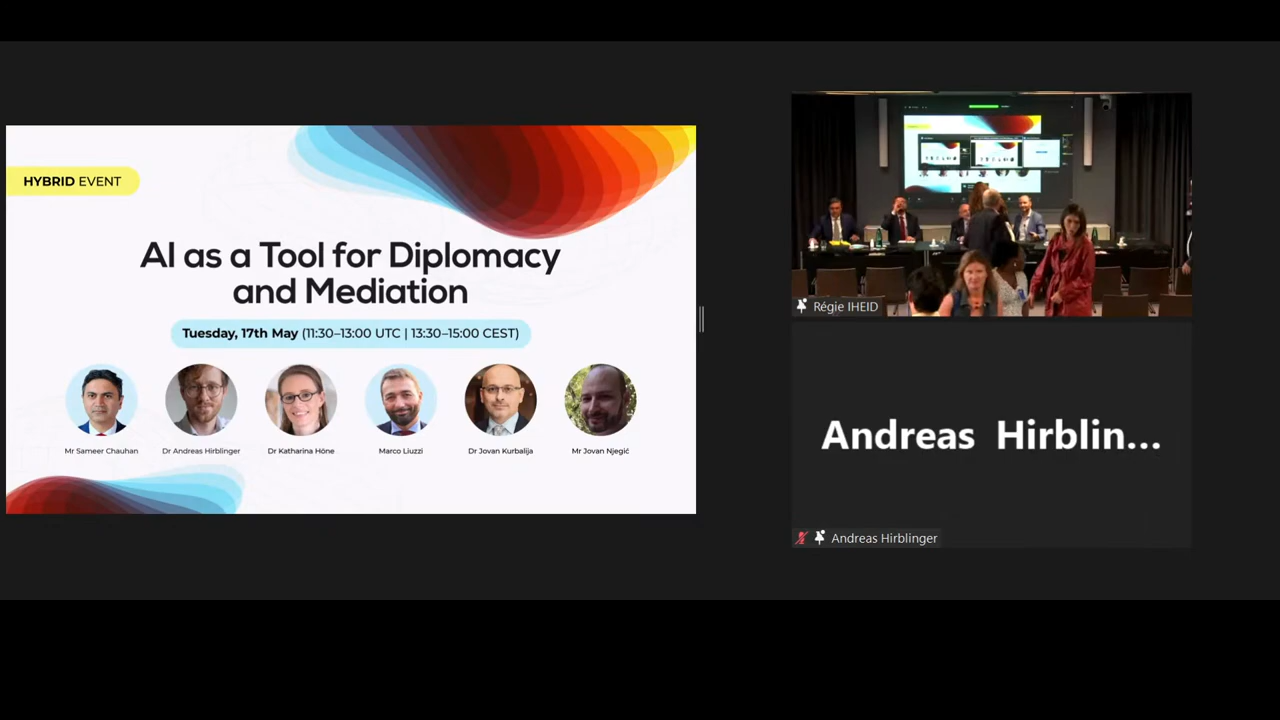 HYBRID EVENT
AI as a Tool for Diplomacy
and Mediation
Tuesday, 17th May (11:30–13:00 UTC | 13:30–15:00 CEST)
Mr Sameer Chauhan
Dr Andreas Hirblinger
Dr Katharina Höne
Marco Liuzzi
Dr Jovan Kurbalija
Mr Jovan Njegić
Régie IHEID
Andreas Hirblin...
Andreas Hirblinger